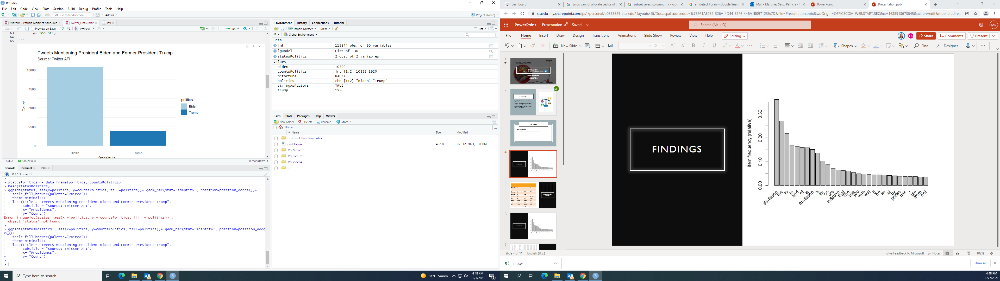 RStudio
File Edit Code View Plots Session Build Debug Profile Tools Help
Go to file/function Addins Project: (None)
Midterm~ Patricia Martinez Sanz.Rmd Twitter_Final.Rmd* infl
Preview on Save Preview Run
63 y= "Count")
64
65 ```
Tweets Mentioning President Biden and Former President Trump
Source: Twitter API
10000
7500
5000
2500
0
Count
Biden Trump
Presidents
politics
Biden
Trump
57:22 Chunk 8 R Markdown
Console Terminal Jobs
R 4.1.1 · ~/
>
> statusPolitics <- data.frame(politics, countsPolitics)
> head(statusPolitics)
> ggplot(status, aes(x=politics, y=countsPolitics, fill=politics))+ geom_bar(stat="identity", position=position_dodge())+
+ scale_fill_brewer(palette="Paired")+
+ theme_minimal()+
+ labs(title = "Tweets Mentioning President Biden and Former President Trump",
+ subtitle = "Source: Twitter API",
+ x= "Presidents",
+ y= "Count")
Error in ggplot(status, aes(x = politics, y = countsPolitics, fill = politics)) :
object 'status' not found
>
> ggplot(statusPolitics , aes(x=politics, y=countsPolitics, fill=politics))+ geom_bar(stat="identity", position=position_dodg
e())+
+ scale_fill_brewer(palette="Paired")+
+ theme_minimal()+
+ labs(title = "Tweets Mentioning President Biden and Former President Trump",
+ subtitle = "Source: Twitter API",
+ x= "Presidents",
+ y= "Count")
>
>
Environment History Connections Tutorial
Import Dataset Mem List
R Global Environment
Data
infl 119844 obs. of 90 variables
lgModel List of 30
statusPolitics 2 obs. of 2 variables
Values
biden 10392L
countsPolitics int [1:2] 10392 1920
GCtorture FALSE
politics chr [1:2] "Biden" "Trump"
stringAsFactors TRUE
trump 1920L
Files Plots Packages Help Viewer
New Folder Delete Rename More
Home
Name Size Modified
Custom Office Templates
desktop.ini 402 B Oct 12, 2021, 6:31 PM
My Music
My Pictures
My Videos
R
Type here to search
81°F Sunny
4:48 PM
12/7/2021
5
Dashboard
Error: cannot allocate vector of
subset select columns in r - Goo
str detect library - Google Searc
Mail - Martinez Sanz, Patricia -
PowerPoint
Presentation.pptx
stuedu-my.sharepoint.com/:p:/r/personal/p0875829_stu_edu/_layouts/15/Doc.aspx?sourcedoc=%7B9F1AE232-326A-4D44-B1F6-446A1B097123%7D&file=Presentation.pptx&wdOrigin=OFFICECOM-WEB.START.REC&ct=1638913673545&action=edit&mobileredire...
PowerPoint Presentation - Saved
Search (Alt + Q)
MP
File Home Insert Draw Design Transitions Animations Slide Show Review View Help Editing
CG Share Comments Present
New Slide 12 Shapes Find Designer
1
THE ECONOMY
INFLATION
2
INFLATION
MP
3
METHODS
4
FINDINGS
5
ASSOCIATION
RULES
6
FINDINGS
7
FINDINGS
item frequency (relative)
0.00 0.10 0.20 0.30
#inflation the to in and of is #Inflation a for on are inflation that The this you with will it be as at by prices has - die from not
Slide 4 of 11 English (U.S.)
Give Feedback to Microsoft Notes 102%
infl.csv
Show all
4:48 PM
12/7/2021